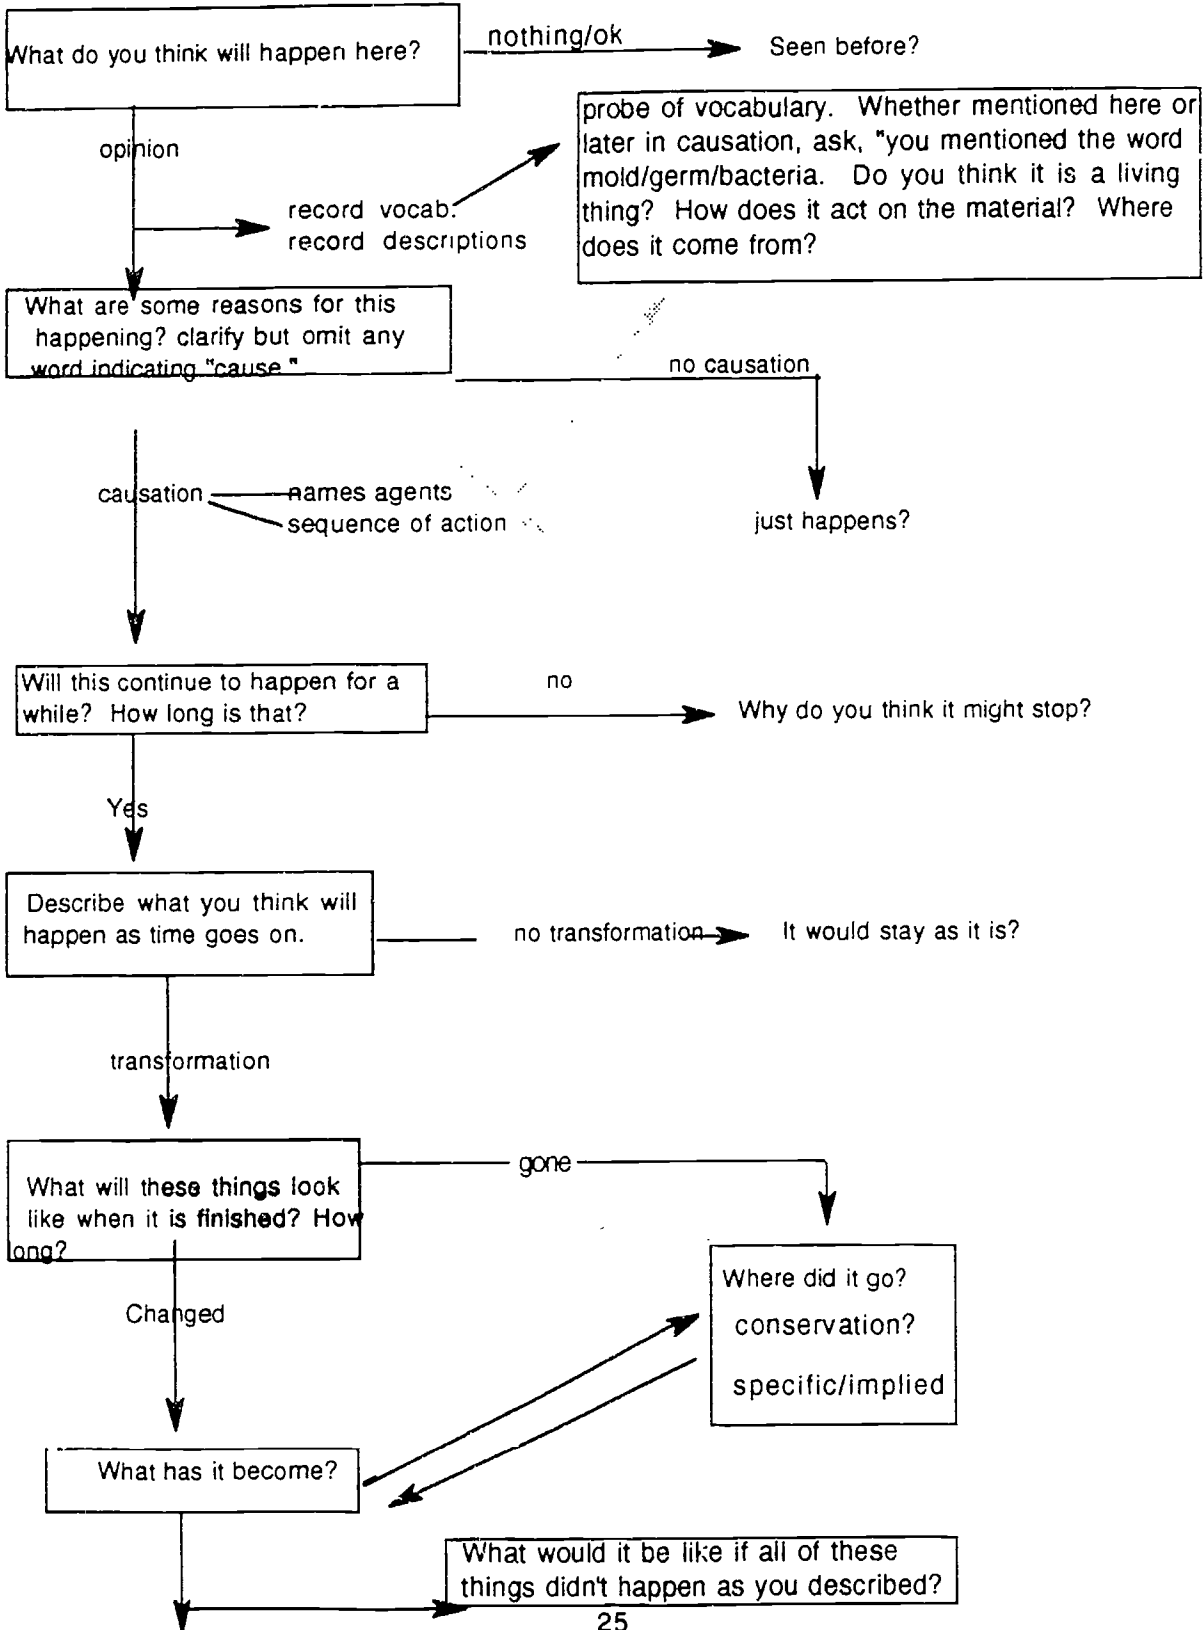 What do you think will happen here?
nothing/ok
Seen before?
opinion
record vocab.
record descriptions
probe of vocabulary. Whether mentioned here or
later in causation, ask, "you mentioned the word
mold/germ/bacteria. Do you think it is a living
thing? How does it act on the material? Where
does it come from?
What are some reasons for this
happening? clarify but omit any
word indicating "cause "
no causation
just happens?
causation
names agents
sequence of action
Will this continue to happen for a
while? How long is that?
no
Why do you think it might stop?
Yes
Describe what you think will
happen as time goes on.
no transformation
It would stay as it is?
transformation
What will these things look
like when it is finished? How
long?
gone
Where did it go?
conservation?
specific/implied
Changed
What has it become?
What would it be like if all of these
things didn't happen as you described?
25